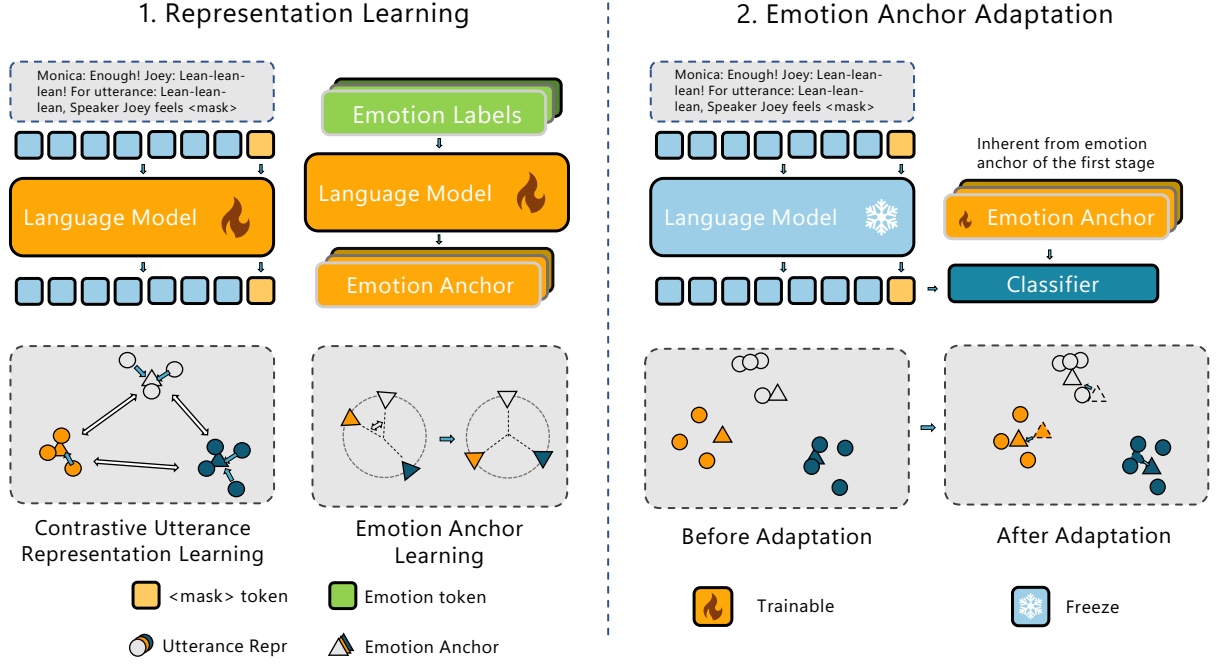 1. Representation Learning
Monica: Enough! Joey: Lean-lean-
lean! For utterance: Lean-lean-
lean, Speaker Joey feels <mask>
Language Model
Emotion Labels
Language Model
Emotion Anchor
Contrastive Utterance
Representation Learning
Emotion Anchor
Learning
<mask> token
Emotion token
Utterance Repr
Emotion Anchor
2. Emotion Anchor Adaptation
Monica: Enough! Joey: Lean-lean-
lean! For utterance: Lean-lean-
lean, Speaker Joey feels <mask>
Language Model
Inherent from emotion
anchor of the first stage
Emotion Anchor
Classifier
Before Adaptation
After Adaptation
Trainable
Freeze